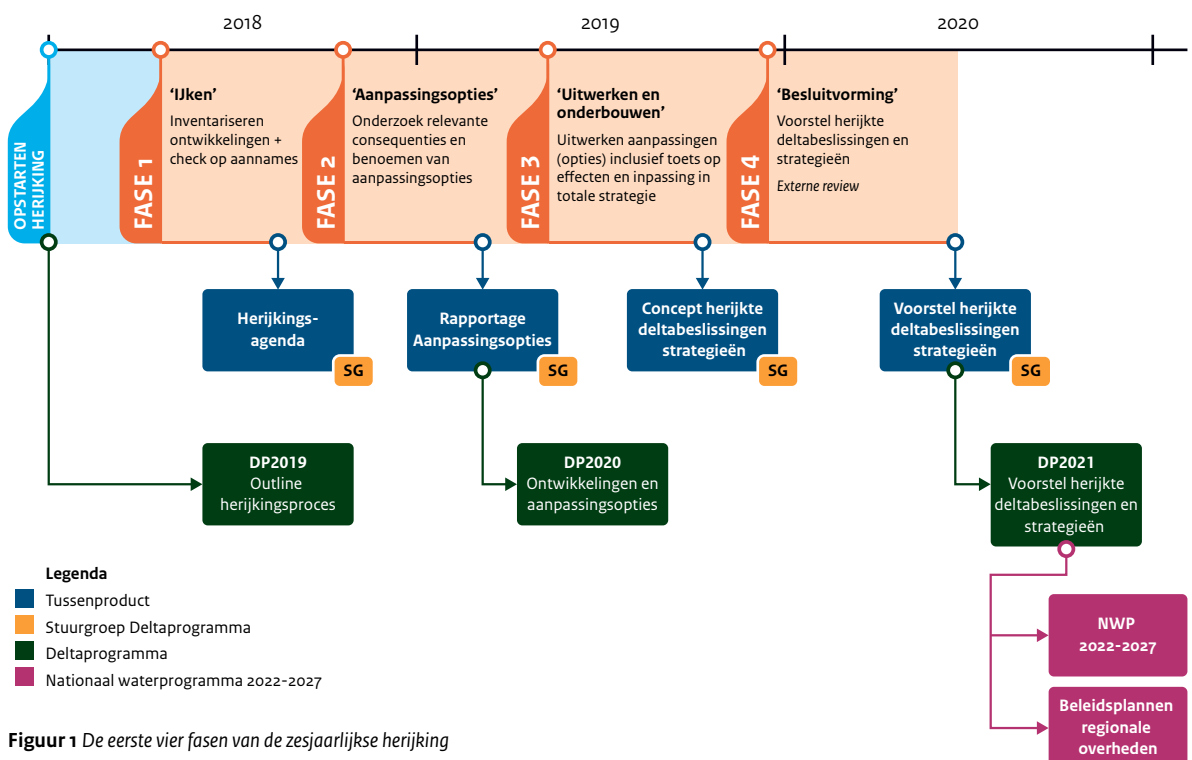 2018
2019
2020
OPSTARTEN
HERIJKING
FASE 1
‘IJken’
Inventariseren
ontwikkelingen +
check op aannames
FASE 2
‘Aanpassingsopties’
Onderzoek relevante
consequenties en
benoemen van
aanpassingsopties
FASE 3
‘Uitwerken en
onderbouwen’
Uitwerken aanpassingen
(opties) inclusief toets op
effecten en inpassing in
totale strategie
FASE 4
‘Besluitvorming’
Voorstel herijkte
deltabeslissingen en
strategieën
Externe review
Herijkings-
agenda
SG
Rapportage
Aanpassingsopties
SG
Concept herijkte
deltabeslissingen
strategieën
SG
Voorstel herijkte
deltabeslissingen
strategieën
SG
DP2019
Outline
herijkingsproces
DP2020
Ontwikkelingen en
aanpassingsopties
DP2021
Voorstel herijkte
deltabeslissingen en
strategieën
NWP
2022-2027
Beleidsplannen
regionale
overheden
Legenda
Tussenproduct
Stuurgroep Deltaprogramma
Deltaprogramma
Nationaal waterprogramma 2022-2027
Figuur 1 De eerste vier fasen van de zesjaarlijkse herijking